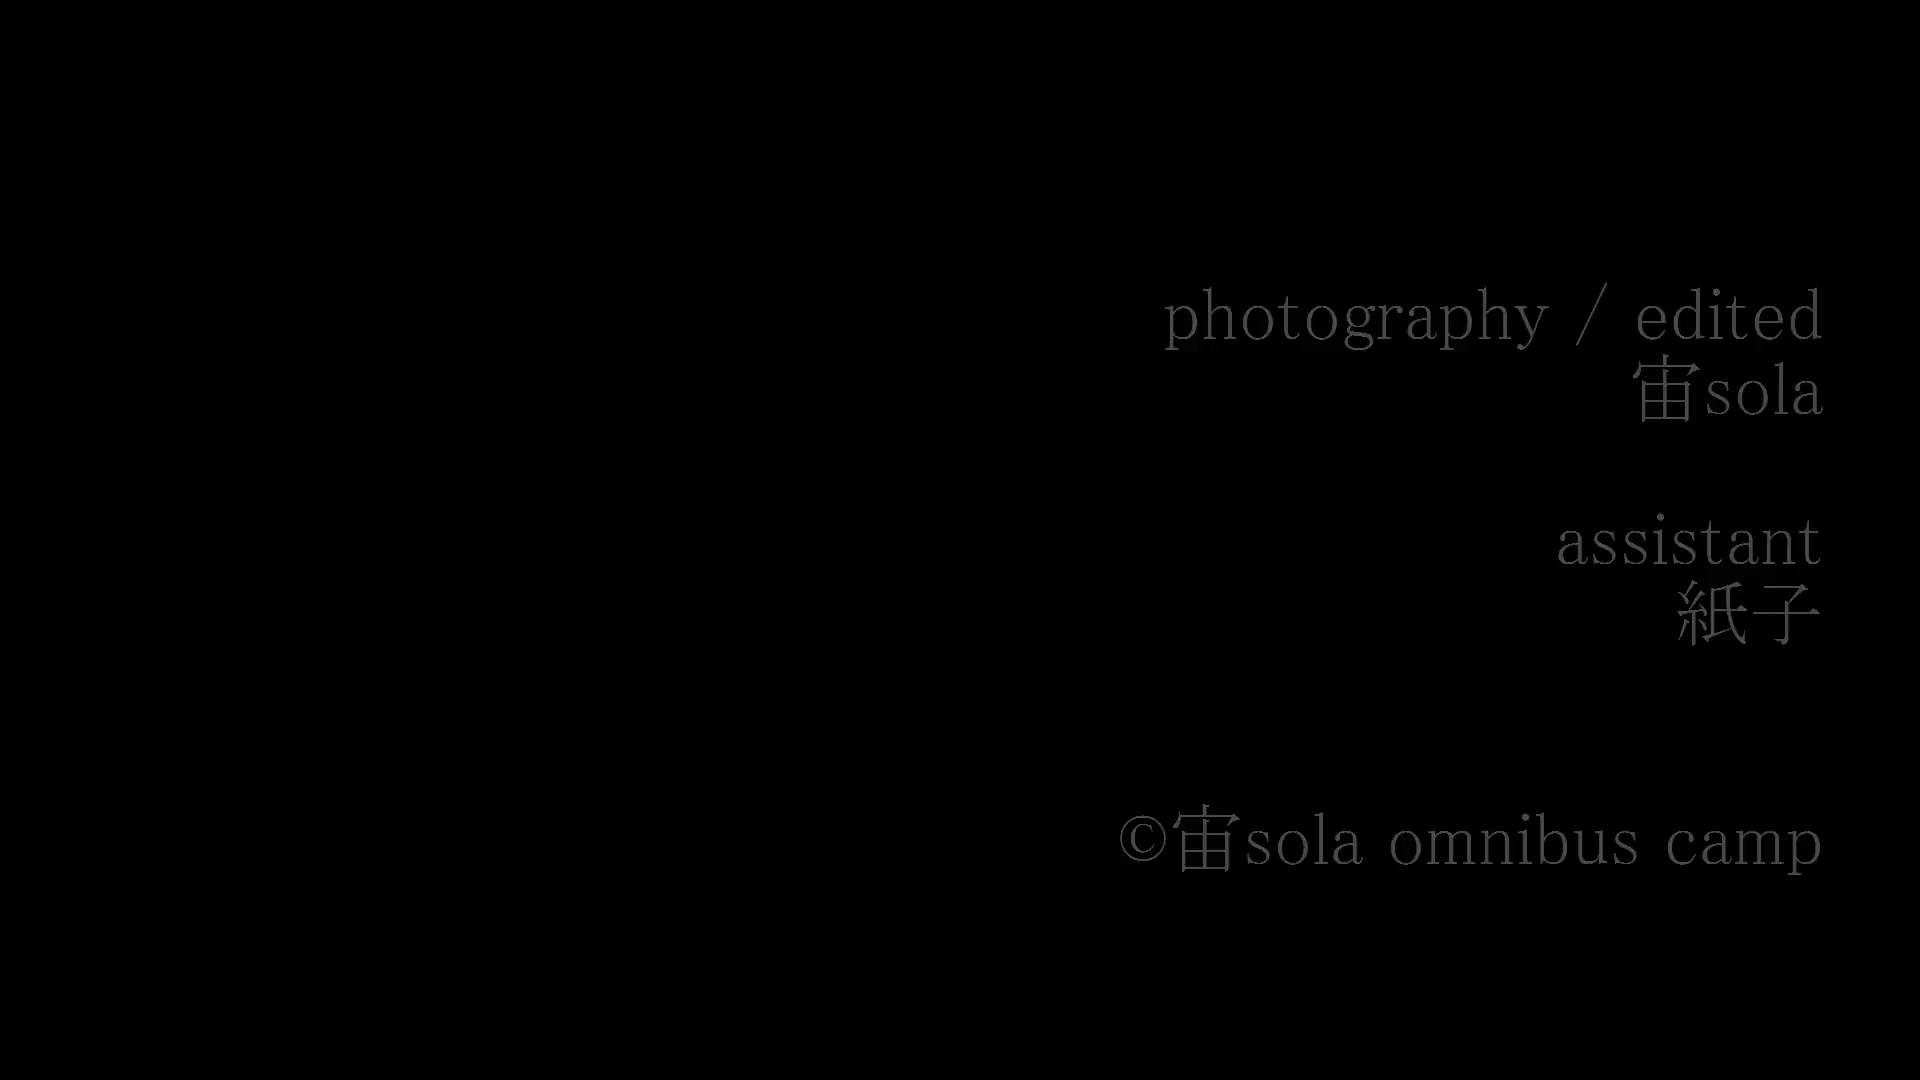 photography / edited
宙sola
assistant
紙子
©宙sola omnibus camp